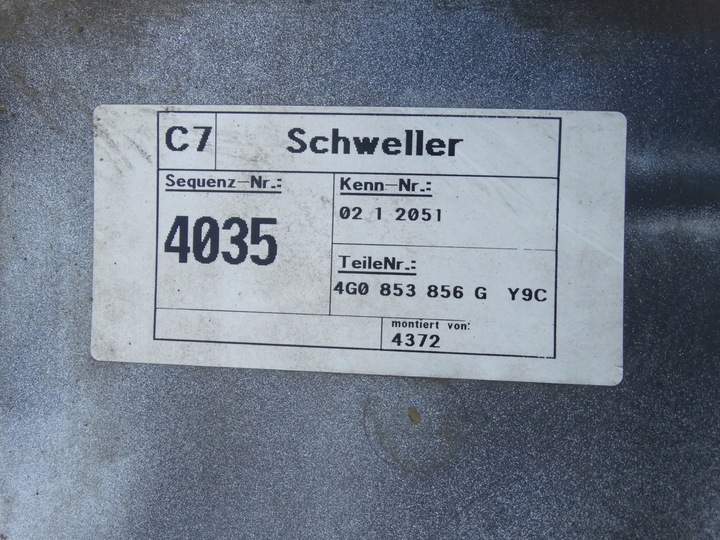 C7 Schweller
Sequenz-Nr.:
4035
Kenn-Nr.:
02 1 2051
TeileNr.:
4G0 853 856 G Y9C
montiert von:
4372